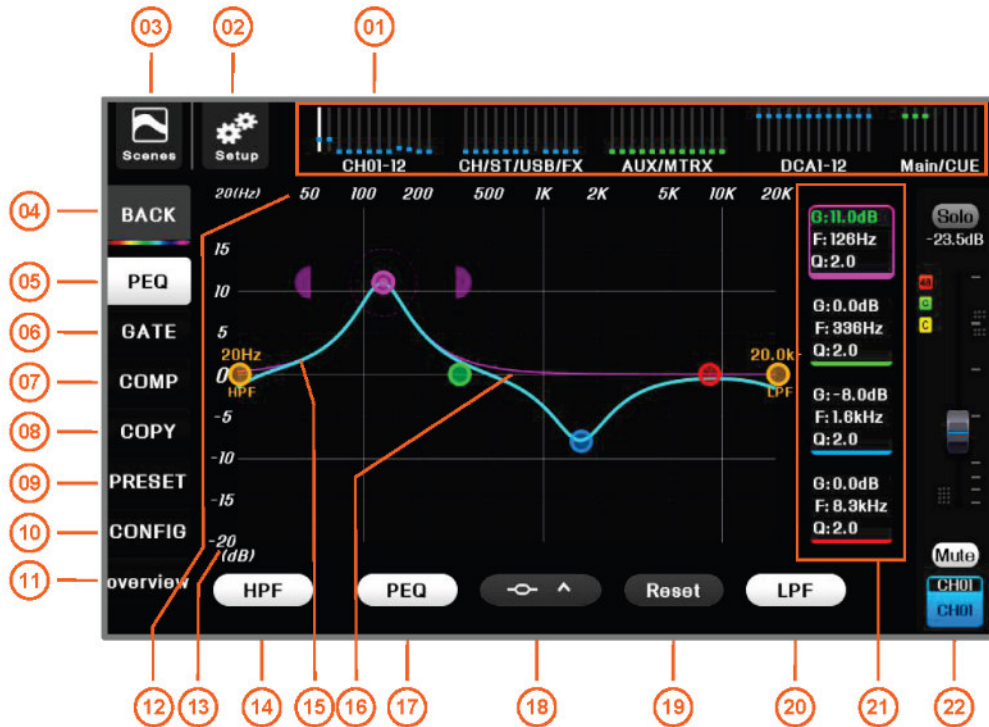 03 02 01
Scenes Setup CH01-12 CH/ST/USB/FX AUX/MTRX DCA1-12 Main/CUE
20(Hz) 50 100 200 500 1K 2K 5K 10K 20K
04
BACK
05
PEQ
06
GATE
07
COMP
08
COPY
09
PRESET
10
CONFIG
11
overview
15
10
5
0
-5
-10
-15
-20
(dB)
20Hz
HPF
20.0k
LPF
G:11.0dB
F:126Hz
Q:2.0
G:0.0dB
F:336Hz
Q:2.0
G:-8.0dB
F:1.6kHz
Q:2.0
G:0.0dB
F:8.3kHz
Q:2.0
Solo
-23.5dB
48
G
C
Mute
CH01
CH01
HPF PEQ Reset LPF
12 13 14 15 16 17 18 19 20 21 22